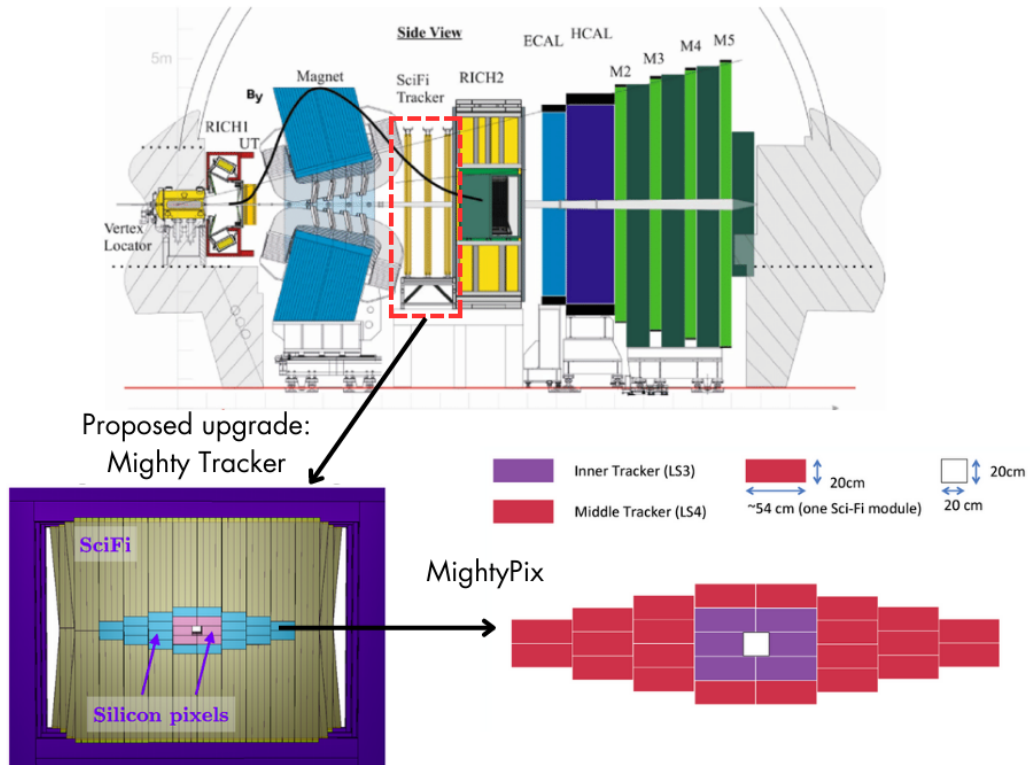 Side View
ECAL
HCAL
M5
M4
M3
M2
5m
Magnet
SciFi
Tracker
RICH2
By
RICH1
UT
Vertex
Locator
Proposed upgrade:
Mighty Tracker
SciFi
Silicon pixels
Inner Tracker (LS3)
Middle Tracker (LS4)
20cm
~54 cm (one Sci-Fi module)
20cm
20 cm
MightyPix